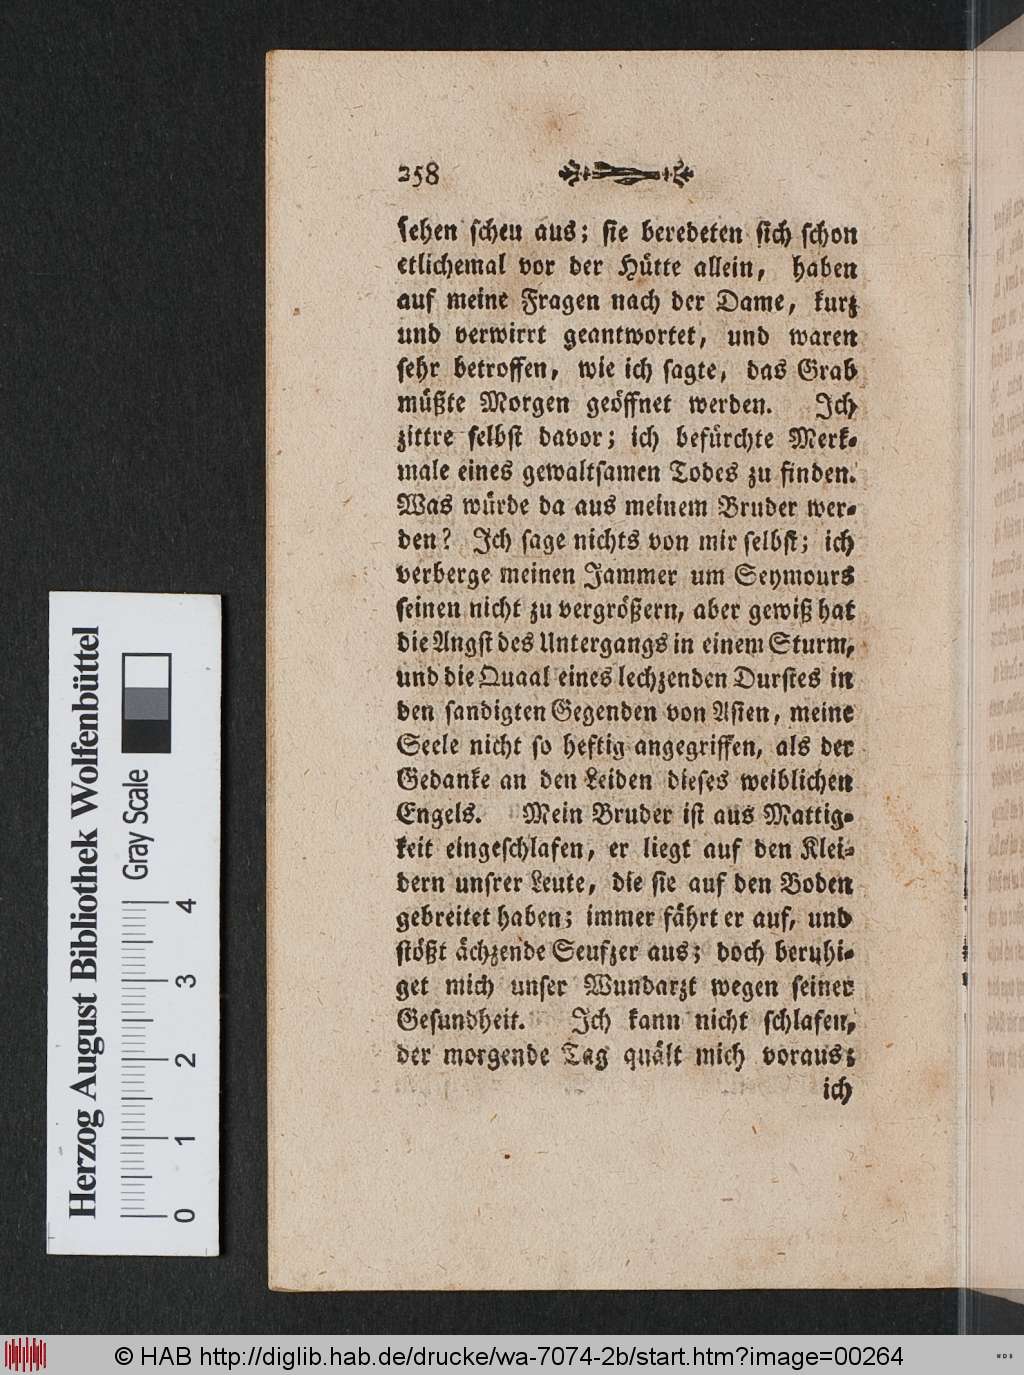 258
ſehen ſcheu aus; ſie beredeten ſich ſchon
etlichemal vor der Hütte allein, haben
auf meine Fragen nach der Dame, kurz
und verwirrt geantwortet, und waren
ſehr betroffen, wie ich ſagte, das Grab
müßte Morgen geöffnet werden. Ich
zittre ſelbſt davor; ich befürchte Merk-
male eines gewaltſamen Todes zu finden.
Was würde da aus meinem Bruder wer-
den? Ich ſage nichts von mir ſelbſt; ich
verberge meinen Jammer um Seymours
ſeinen nicht zu vergrößern, aber gewiß hat
die Angſt des Untergangs in einem Sturm,
und die Quaal eines lechzenden Durſtes in
den ſandigten Gegenden von Aſien, meine
Seele nicht ſo heftig angegriffen, als der
Gedanke an den Leiden dieſes weiblichen
Engels. Mein Bruder iſt aus Mattig-
keit eingeſchlafen, er liegt auf den Klei-
dern unſrer Leute, die ſie auf den Boden
gebreitet haben; immer fährt er auf, und
ſtößt ächzende Seufzer aus; doch beruhi-
get mich unſer Wundarzt wegen ſeiner
Geſundheit. Ich kann nicht ſchlafen,
der morgende Tag quält mich voraus;
ich
Herzog August Bibliothek Wolfenbüttel
Gray Scale
0 1 2 3 4
© HAB http://diglib.hab.de/drucke/wa-7074-2b/start.htm?image=00264
WDB